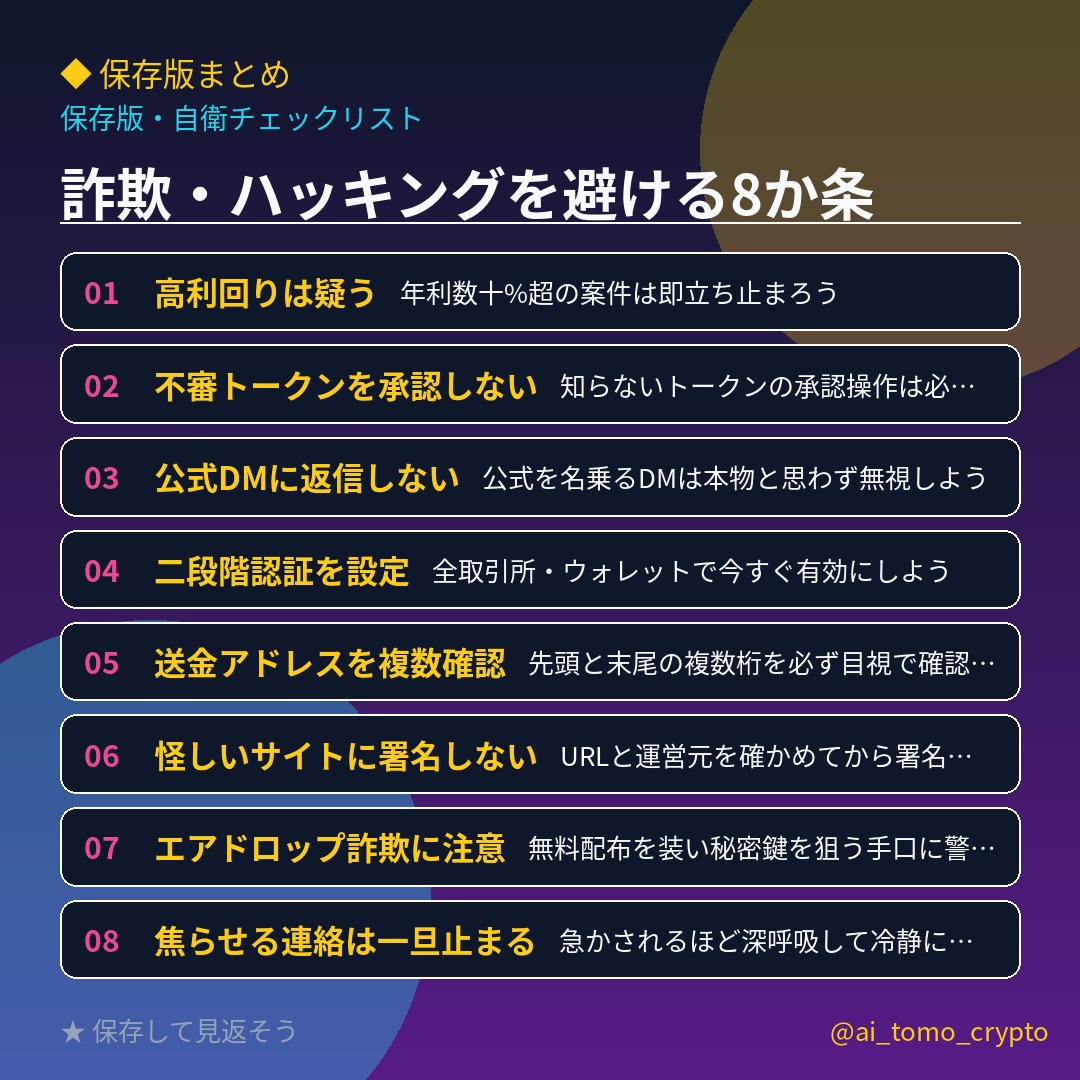 ◆ 保存版まとめ
保存版・自衛チェックリスト
詐欺・ハッキングを避ける8か条
01 高利回りは疑う 年利数十%超の案件は即立ち止まろう
02 不審トークンを承認しない 知らないトークンの承認操作は必…
03 公式DMに返信しない 公式を名乗るDMは本物と思わず無視しよう
04 二段階認証を設定 全取引所・ウォレットで今すぐ有効にしよう
05 送金アドレスを複数確認 先頭と末尾の複数桁を必ず目視で確認…
06 怪しいサイトに署名しない URLと運営元を確かめてから署名…
07 エアドロップ詐欺に注意 無料配布を装い秘密鍵を狙う手口に警…
08 焦らせる連絡は一旦止まる 急かされるほど深呼吸して冷静に…
★ 保存して見返そう
@ai_tomo_crypto